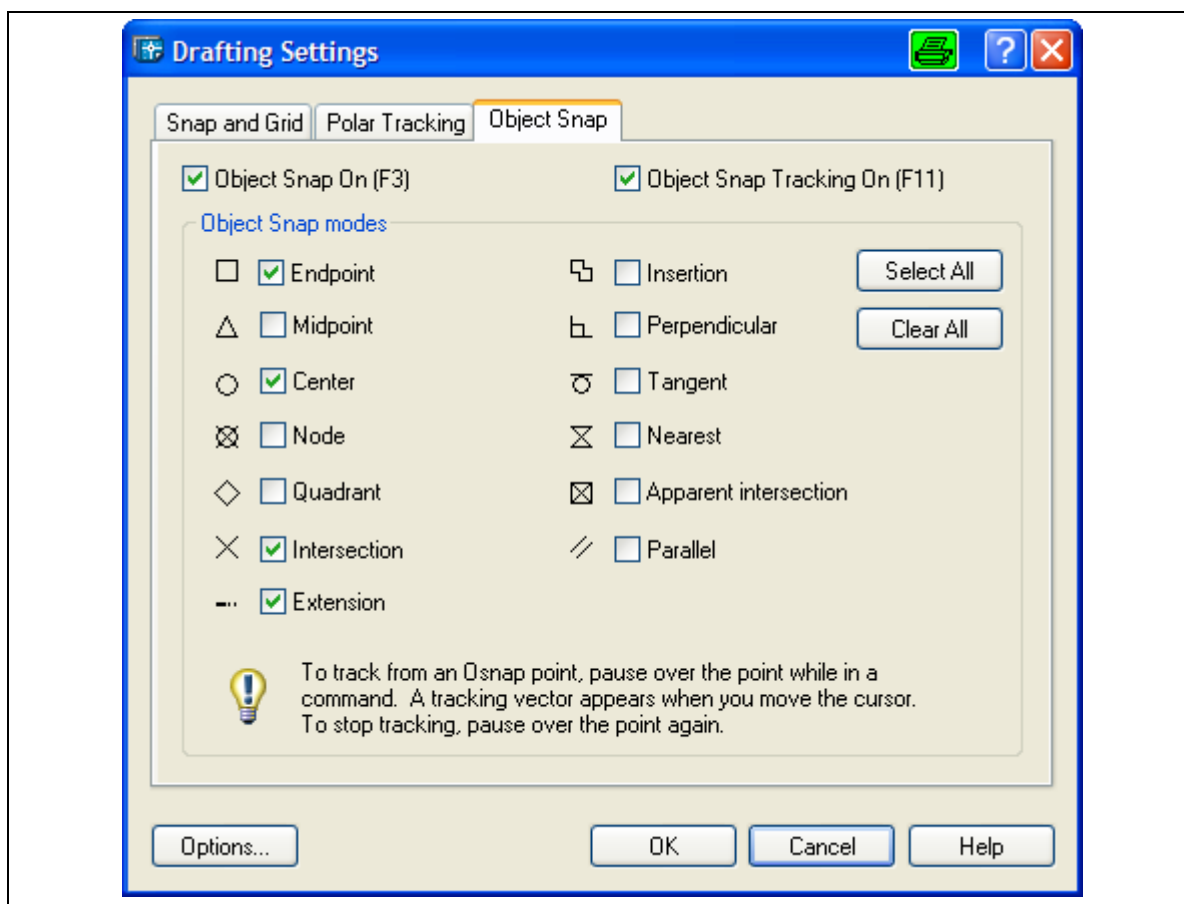 Drafting Settings
Snap and Grid Polar Tracking Object Snap
Object Snap On (F3) Object Snap Tracking On (F11)
Object Snap modes
Endpoint Insertion Select All
Midpoint Perpendicular Clear All
Center Tangent
Node Nearest
Quadrant Apparent intersection
Intersection Parallel
Extension
To track from an Osnap point, pause over the point while in a
command. A tracking vector appears when you move the cursor.
To stop tracking, pause over the point again.
Options... OK Cancel Help